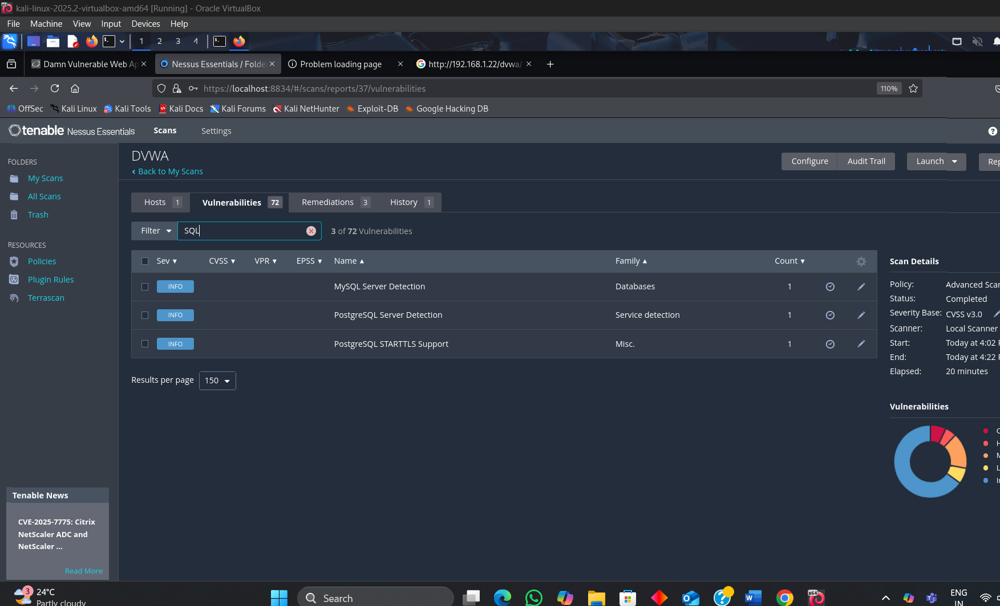 kali-linux-2025.2-virtualbox-amd64 [Running] - Oracle VirtualBox
File Machine View Input Devices Help
1 2 3 4
Damn Vulnerable Web Ap
Nessus Essentials / Folde
Problem loading page
http://192.168.1.22/dvwa/
https://localhost:8834/#/scans/reports/37/vulnerabilities
110%
OffSec Kali Linux Kali Tools Kali Docs Kali Forums Kali NetHunter Exploit-DB Google Hacking DB
tenable Nessus Essentials Scans Settings
FOLDERS
My Scans
All Scans
Trash
RESOURCES
Policies
Plugin Rules
Terrascan
Tenable News
CVE-2025-7775: Citrix
NetScaler ADC and
NetScaler ...
Read More
DVWA
Back to My Scans
Configure Audit Trail Launch Rep
Hosts 1 Vulnerabilities 72 Remediations 3 History 1
Filter SQL 3 of 72 Vulnerabilities
Sev CVSS VPR EPSS Name Family Count
INFO MySQL Server Detection Databases 1
INFO PostgreSQL Server Detection Service detection 1
INFO PostgreSQL STARTTLS Support Misc. 1
Results per page 150
Scan Details
Policy: Advanced Scan
Status: Completed
Severity Base: CVSS v3.0
Scanner: Local Scanner
Start: Today at 4:02 P
End: Today at 4:22 P
Elapsed: 20 minutes
Vulnerabilities
3
24°C
Partly cloudy
Search
x64
ENG
IN